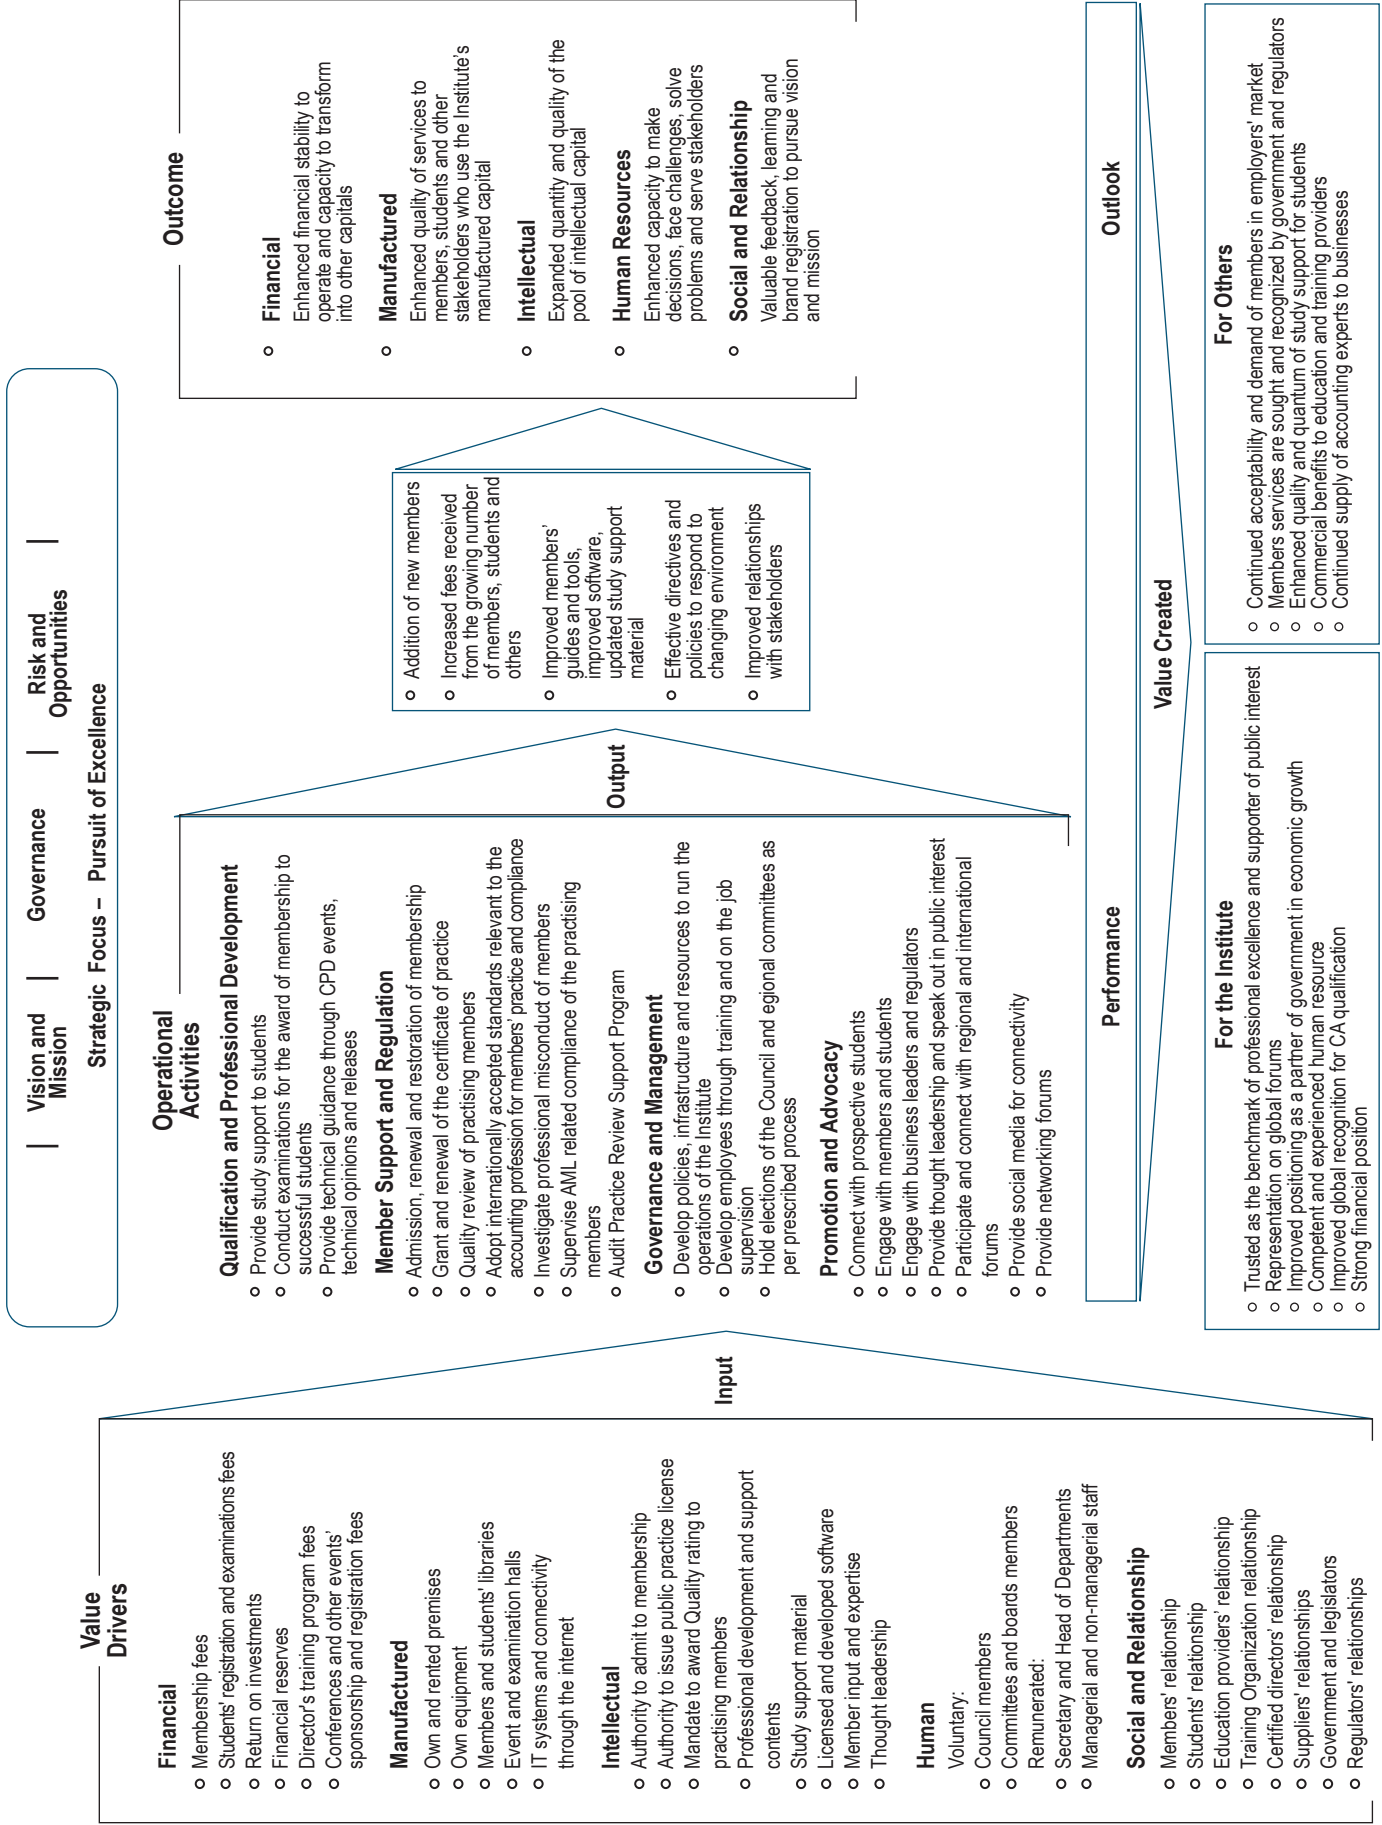 Vision and
Mission
Governance
Risk and
Opportunities
Strategic Focus – Pursuit of Excellence
Value
Drivers
Financial
Membership fees
Students' registration and examinations fees
Return on investments
Financial reserves
Director's training program fees
Conferences and other events'
sponsorship and registration fees
Manufactured
Own and rented premises
Own equipment
Members and students' libraries
Event and examination halls
IT systems and connectivity
through the internet
Intellectual
Authority to admit to membership
Authority to issue public practice license
Mandate to award Quality rating to
practising members
Professional development and support
contents
Study support material
Licensed and developed software
Member input and expertise
Thought leadership
Human
Voluntary:
Council members
Committees and boards members
Remunerated:
Secretary and Head of Departments
Managerial and non-managerial staff
Social and Relationship
Members' relationship
Students' relationship
Education providers' relationship
Training Organization relationship
Certified directors' relationship
Suppliers' relationships
Government and legislators
Regulators' relationships
Input
Operational
Activities
Qualification and Professional Development
Provide study support to students
Conduct examinations for the award of membership to
successful students
Provide technical guidance through CPD events,
technical opinions and releases
Member Support and Regulation
Admission, renewal and restoration of membership
Grant and renewal of the certificate of practice
Quality review of practising members
Adopt internationally accepted standards relevant to the
accounting profession for members' practice and compliance
Investigate professional misconduct of members
Supervise AML related compliance of the practising
members
Audit Practice Review Support Program
Governance and Management
Develop policies, infrastructure and resources to run the
operations of the Institute
Develop employees through training and on the job
supervision
Hold elections of the Council and egional committees as
per prescribed process
Promotion and Advocacy
Connect with prospective students
Engage with members and students
Engage with business leaders and regulators
Provide thought leadership and speak out in public interest
Participate and connect with regional and international
forums
Provide social media for connectivity
Provide networking forums
Output
Addition of new members
Increased fees received
from the growing number
of members, students and
others
Improved members'
guides and tools,
improved software,
updated study support
material
Effective directives and
policies to respond to
changing environment
Improved relationships
with stakeholders
Outcome
Financial
Enhanced financial stability to
operate and capacity to transform
into other capitals
Manufactured
Enhanced quality of services to
members, students and other
stakeholders who use the Institute's
manufactured capital
Intellectual
Expanded quantity and quality of the
pool of intellectual capital
Human Resources
Enhanced capacity to make
decisions, face challenges, solve
problems and serve stakeholders
Social and Relationship
Valuable feedback, learning and
brand registration to pursue vision
and mission
Performance
Outlook
Value Created
For the Institute
Trusted as the benchmark of professional excellence and supporter of public interest
Representation on global forums
Improved positioning as a partner of government in economic growth
Competent and experienced human resource
Improved global recognition for CA qualification
Strong financial position
For Others
Continued acceptability and demand of members in employers' market
Members services are sought and recognized by government and regulators
Enhanced quality and quantum of study support for students
Commercial benefits to education and training providers
Continued supply of accounting experts to businesses